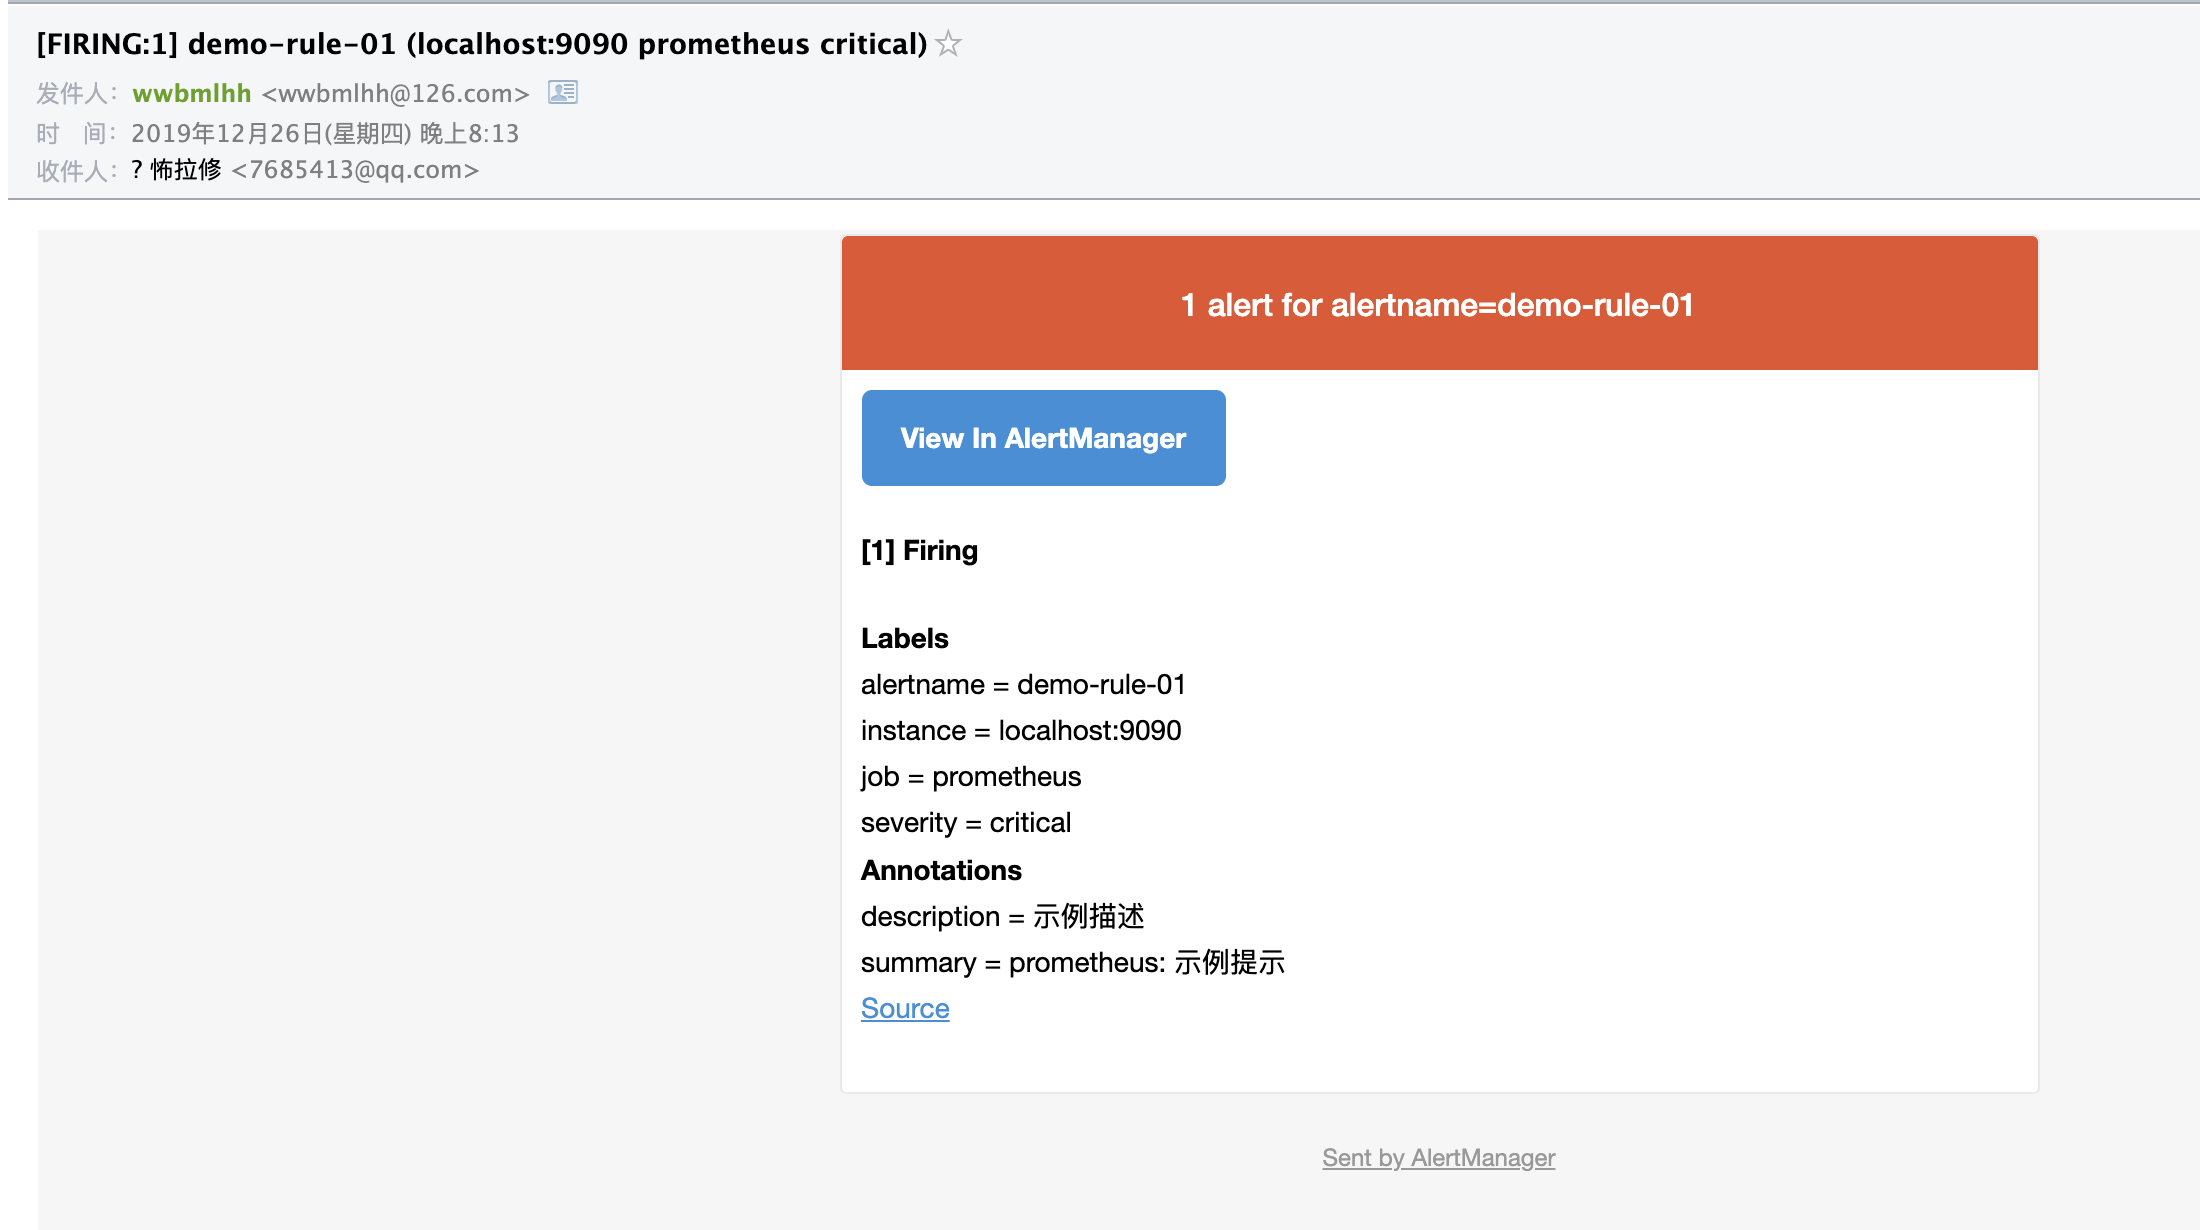 [FIRING:1] demo-rule-01 (localhost:9090 prometheus critical)
发件人： wwbmlhh <wwbmlhh@126.com>
时 间： 2019年12月26日(星期四) 晚上8:13
收件人： ? 怖拉修 <7685413@qq.com>
1 alert for alertname=demo-rule-01
View In AlertManager
[1] Firing
Labels
alertname = demo-rule-01
instance = localhost:9090
job = prometheus
severity = critical
Annotations
description = 示例描述
summary = prometheus: 示例提示
Source
Sent by AlertManager